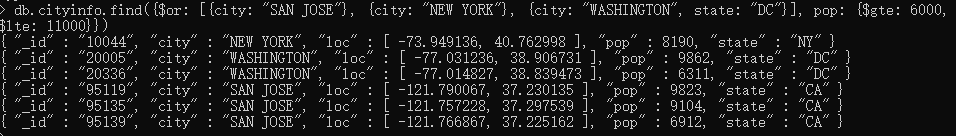 > db.cityinfo.find({$or: [{city: "SAN JOSE"}, {city: "NEW YORK"}, {city: "WASHINGTON", state: "DC"}], pop: {$gte: 6000,
$lte: 11000}})
{ "_id" : "10044", "city" : "NEW YORK", "loc" : [ -73.949136, 40.762998 ], "pop" : 8190, "state" : "NY" }
{ "_id" : "20005", "city" : "WASHINGTON", "loc" : [ -77.031236, 38.906731 ], "pop" : 9862, "state" : "DC" }
{ "_id" : "20336", "city" : "WASHINGTON", "loc" : [ -77.014827, 38.839473 ], "pop" : 6311, "state" : "DC" }
{ "_id" : "95119", "city" : "SAN JOSE", "loc" : [ -121.790067, 37.230135 ], "pop" : 9823, "state" : "CA" }
{ "_id" : "95135", "city" : "SAN JOSE", "loc" : [ -121.757228, 37.297539 ], "pop" : 9104, "state" : "CA" }
{ "_id" : "95139", "city" : "SAN JOSE", "loc" : [ -121.766867, 37.225162 ], "pop" : 6912, "state" : "CA" }